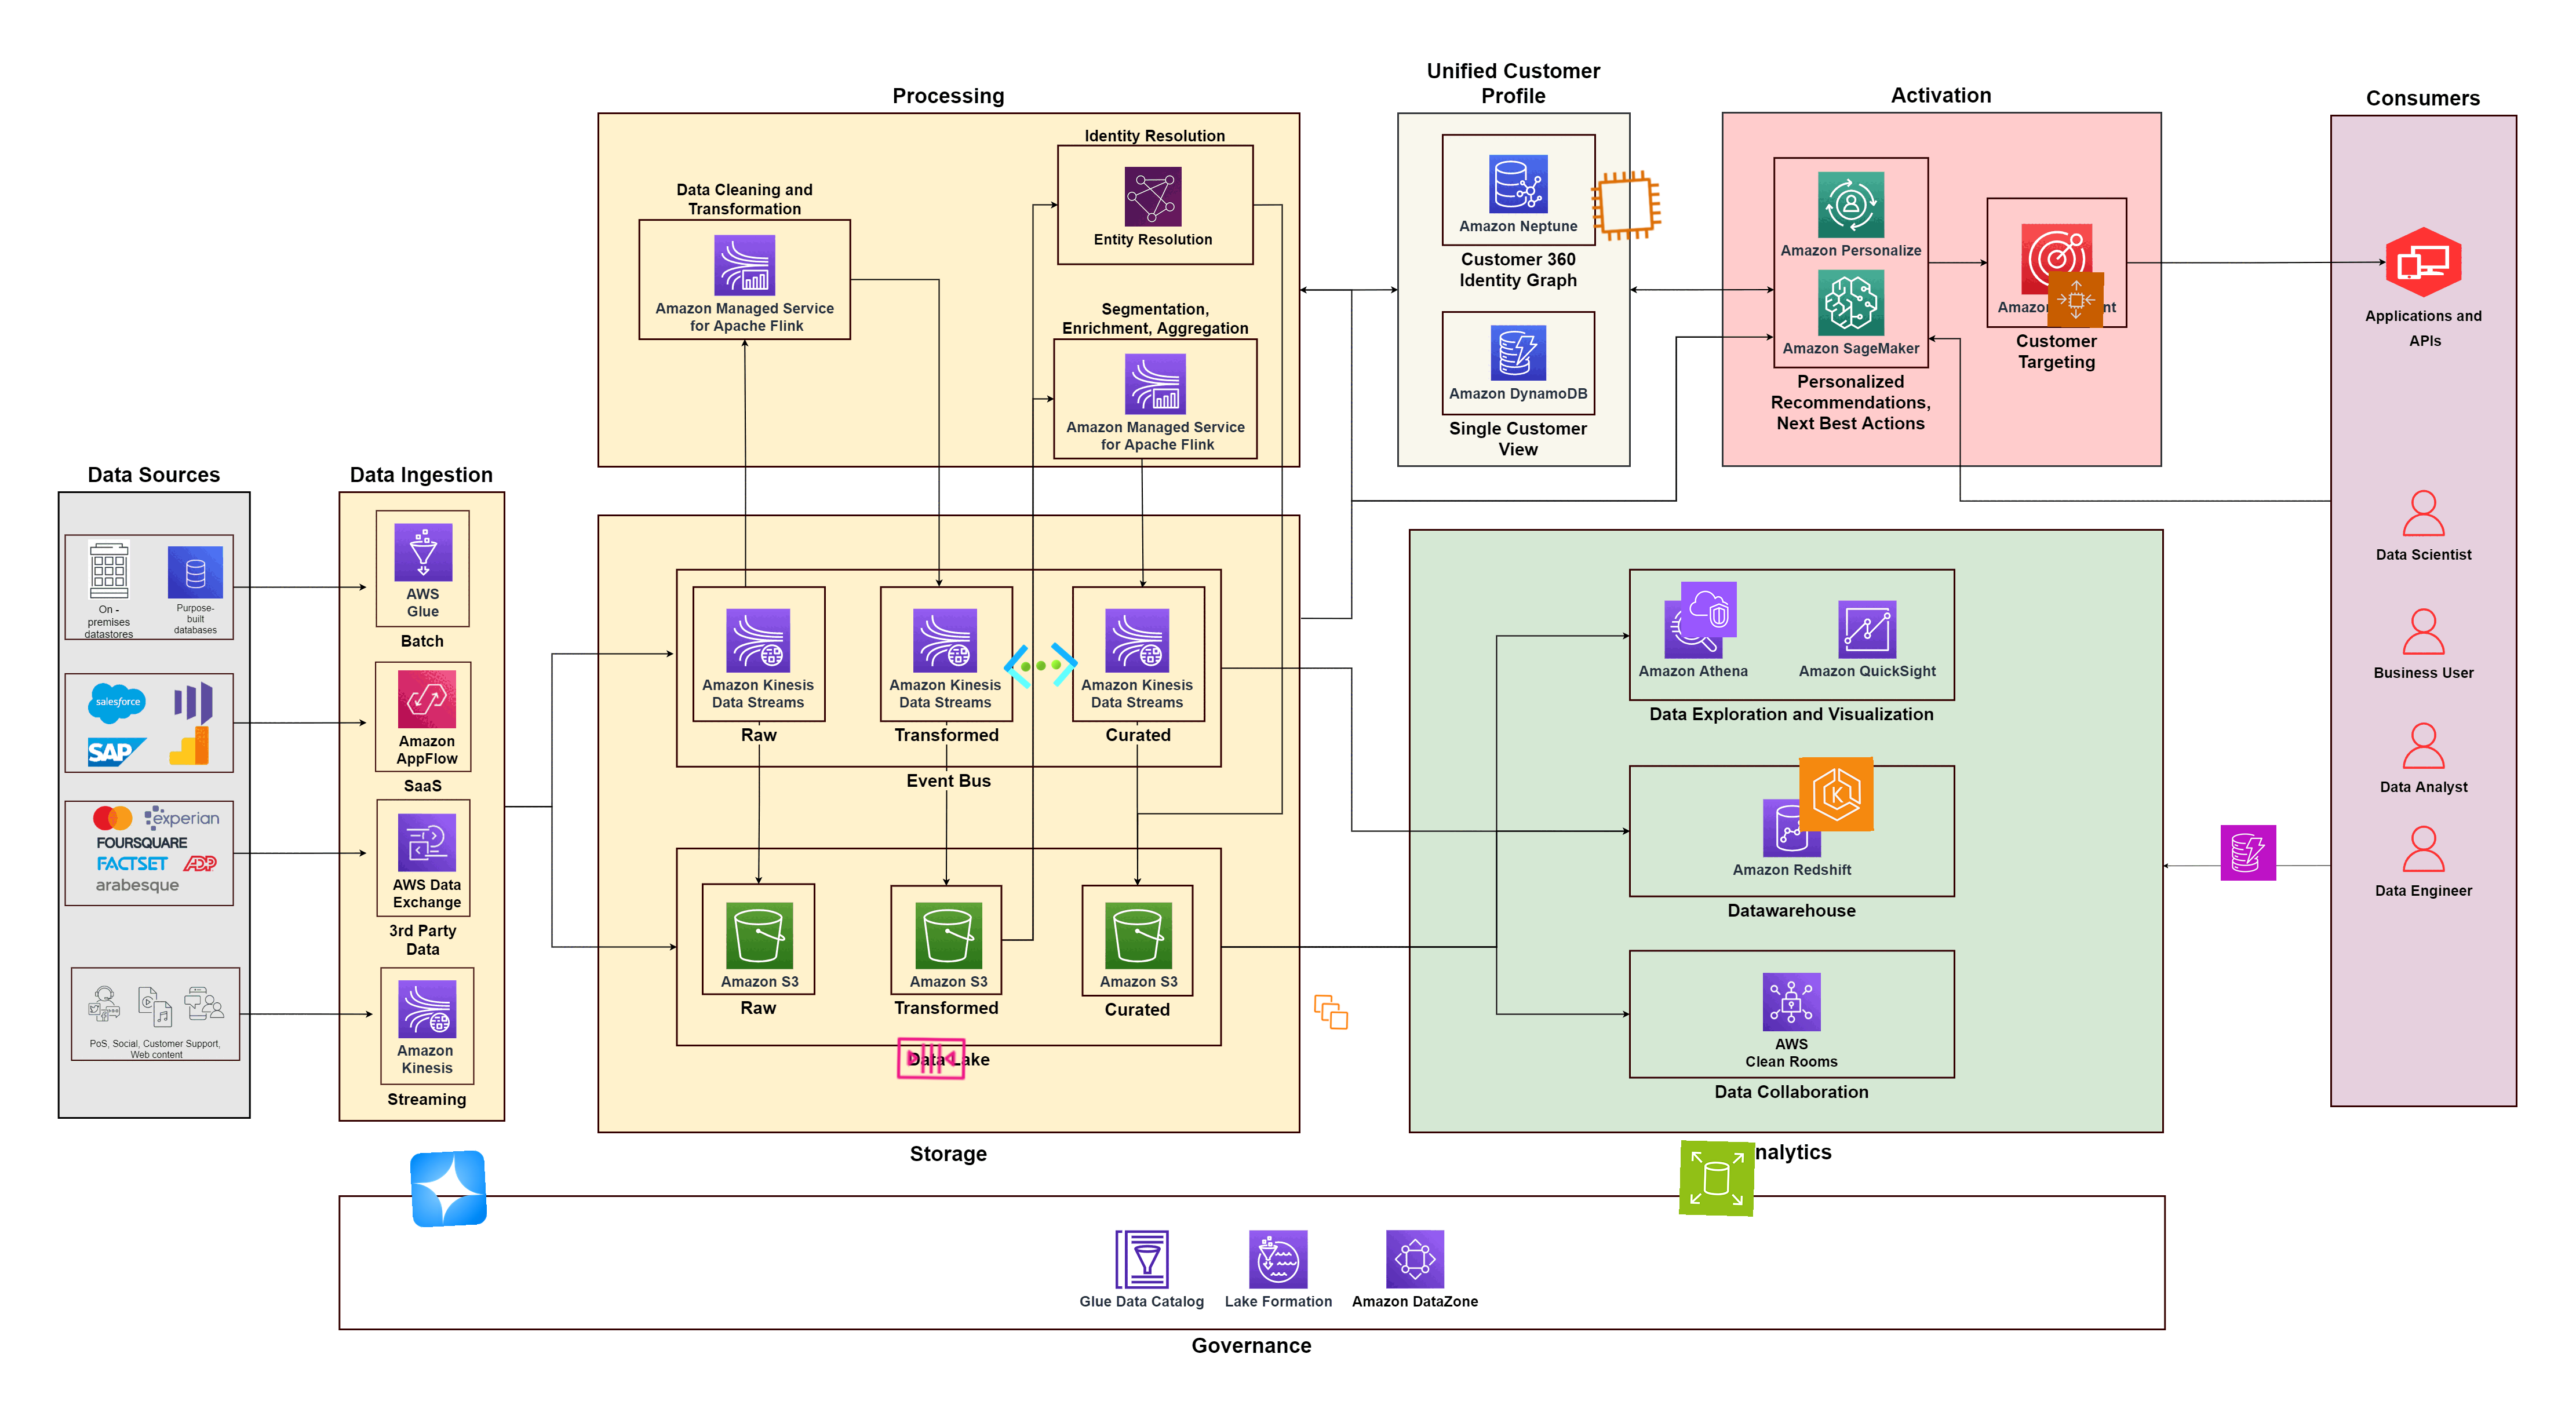 Processing
Unified Customer
Profile
Activation
Consumers
Identity Resolution
Entity Resolution
Data Cleaning and
Transformation
Amazon Managed Service
for Apache Flink
Segmentation,
Enrichment, Aggregation
Amazon Managed Service
for Apache Flink
Amazon Neptune
Customer 360
Identity Graph
Amazon DynamoDB
Single Customer
View
Amazon Personalize
Amazon SageMaker
Personalized
Recommendations,
Next Best Actions
Customer
Targeting
Applications and
APIs
Data Scientist
Business User
Data Analyst
Data Engineer
Data Sources
On -
premises
datastores
Purpose-
built
databases
salesforce
SAP
experian
FOURSQUARE
FACTSET
ADP
arabesque
PoS, Social, Customer Support,
Web content
Data Ingestion
AWS
Glue
Batch
Amazon
AppFlow
SaaS
AWS Data
Exchange
3rd Party
Data
Amazon
Kinesis
Streaming
Amazon Kinesis
Data Streams
Raw
Amazon Kinesis
Data Streams
Transformed
Amazon Kinesis
Data Streams
Curated
Event Bus
Amazon S3
Raw
Amazon S3
Transformed
Amazon S3
Curated
Data Lake
Storage
Amazon Athena
Amazon QuickSight
Data Exploration and Visualization
K
Amazon Redshift
Datawarehouse
AWS
Clean Rooms
Data Collaboration
Glue Data Catalog
Lake Formation
Amazon DataZone
Governance